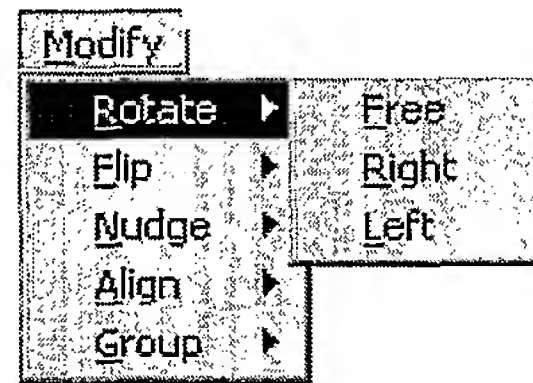 Modify
Rotate
Flip
Nudge
Align
Group
Free
Right
Left